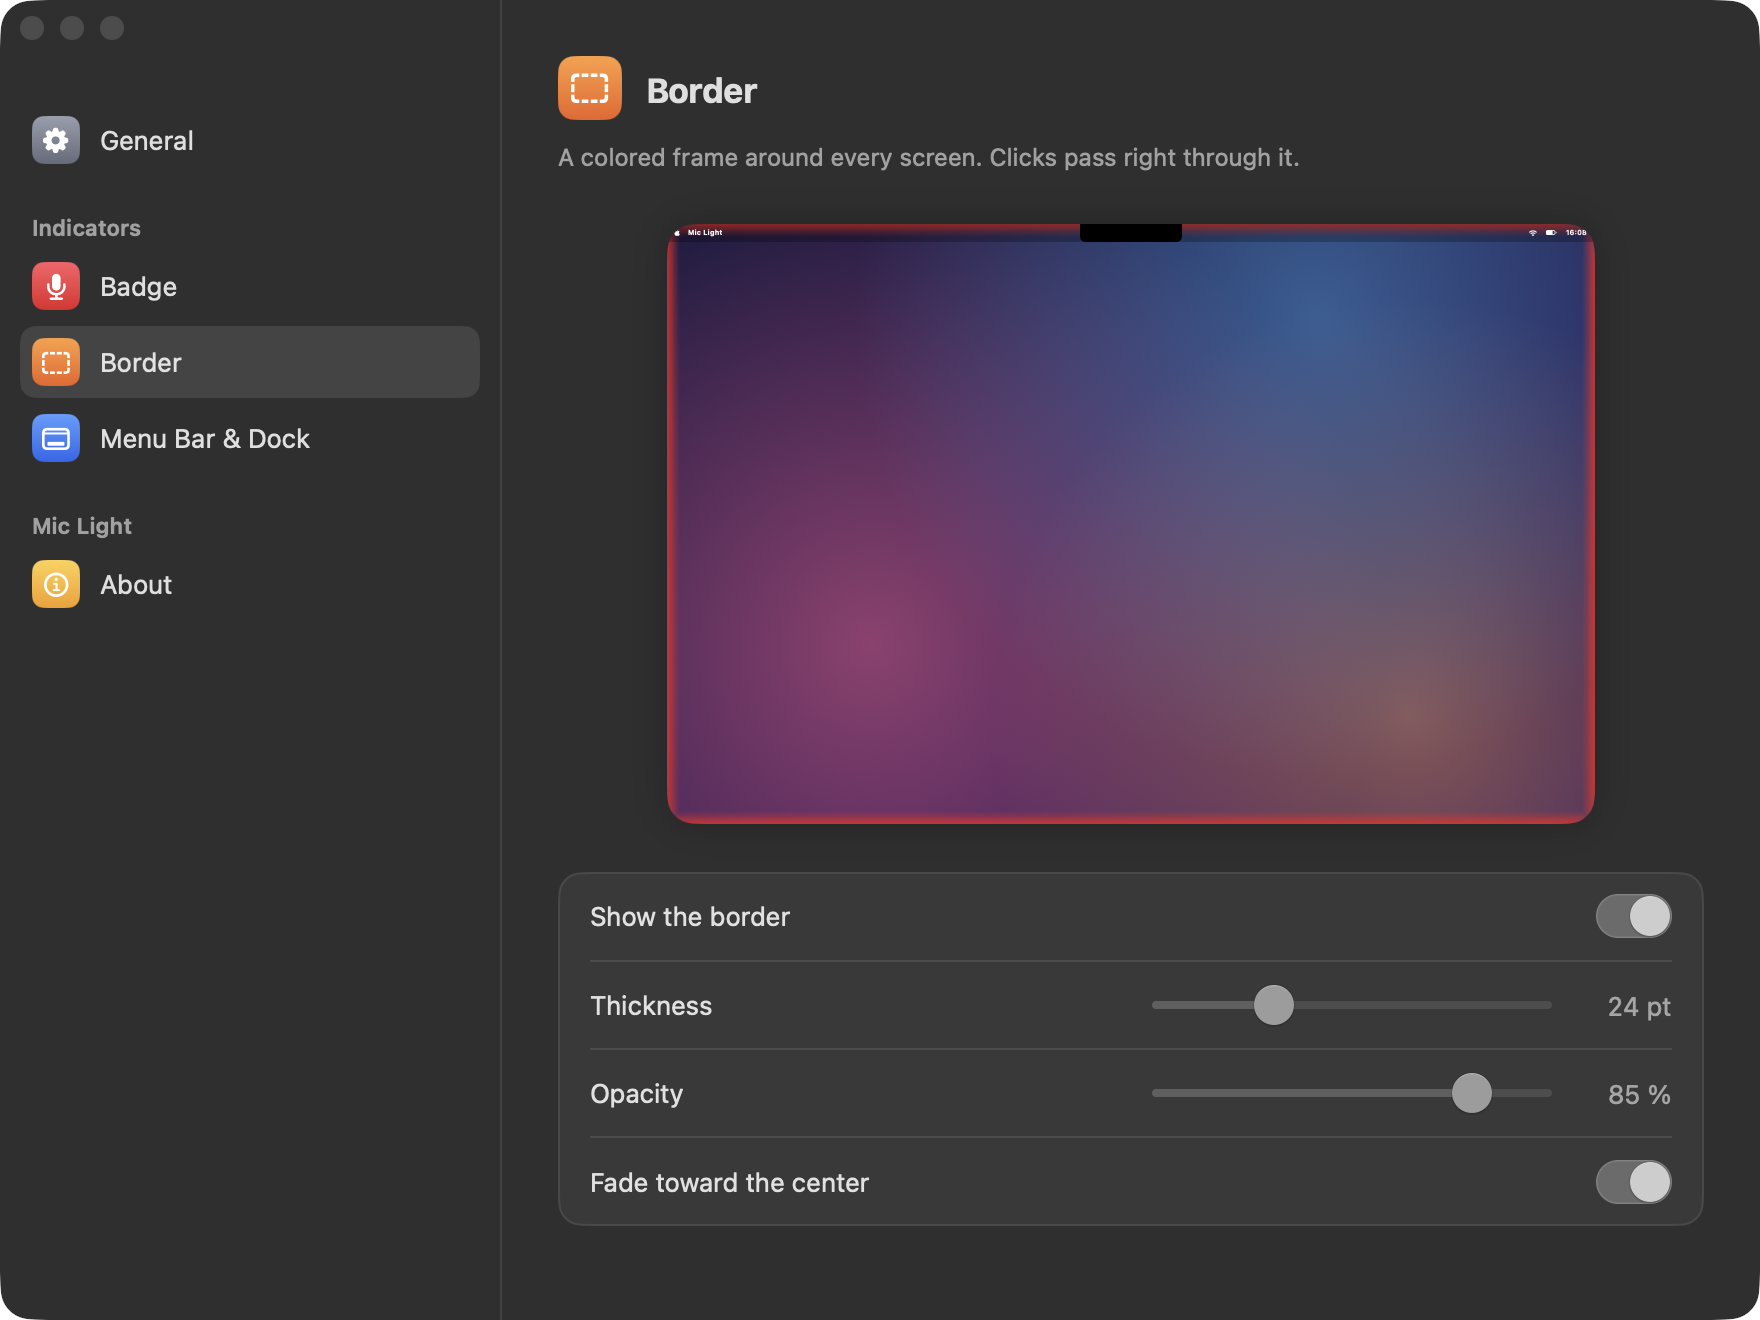 General
Indicators
Badge
Border
Menu Bar & Dock
Mic Light
About
Border
A colored frame around every screen. Clicks pass right through it.
Mic Light
16:08
Show the border
Thickness
24 pt
Opacity
85 %
Fade toward the center